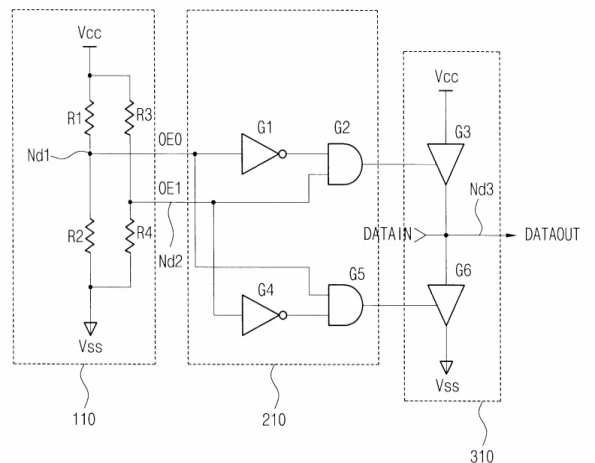 Vcc
R1
R3
Nd1
OE0
OE1
R2
R4
Nd2
Vss
110
G1
G2
G4
G5
210
Vcc
G3
Nd3
DATAIN
DATAOUT
G6
Vss
310